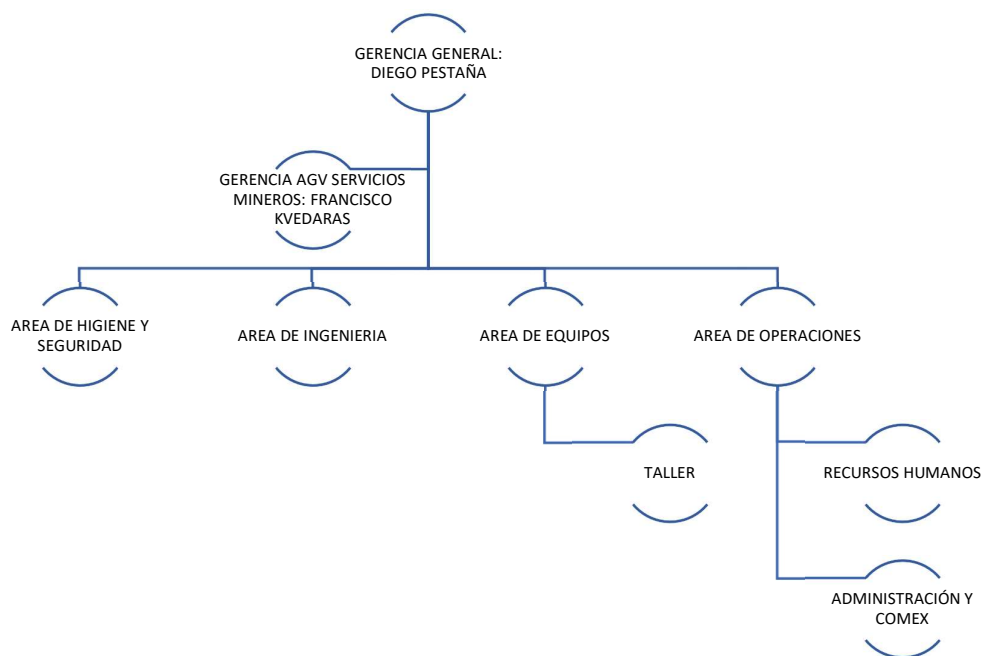 GERENCIA GENERAL:
DIEGO PESTAÑA
GERENCIA AGV SERVICIOS
MINEROS: FRANCISCO
KVEDARAS
AREA DE HIGIENE Y
SEGURIDAD
AREA DE INGENIERIA
AREA DE EQUIPOS
AREA DE OPERACIONES
TALLER
RECURSOS HUMANOS
ADMINISTRACIÓN Y
COMEX